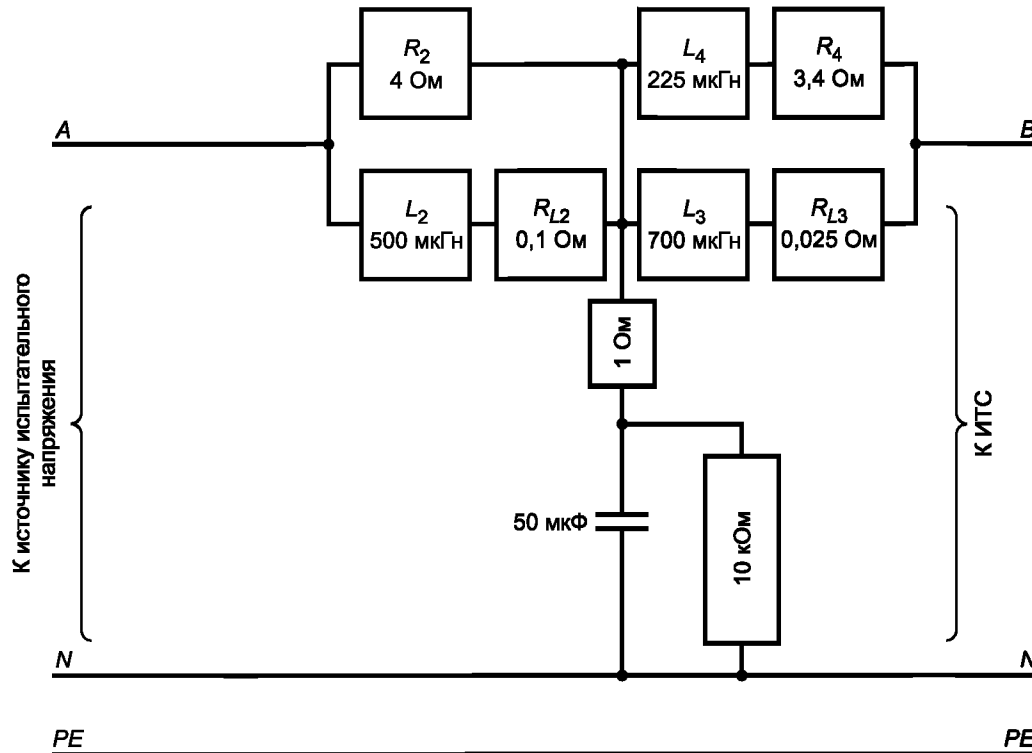 R2
4 Ом
L4
225 мкГн
R4
3,4 Ом
A
B
L2
500 мкГн
RL2
0,1 Ом
L3
700 мкГн
RL3
0,025 Ом
К источнику испытательного
напряжения
1 Ом
К ИТС
50 мкФ
10 кОм
N
N
PE
PE